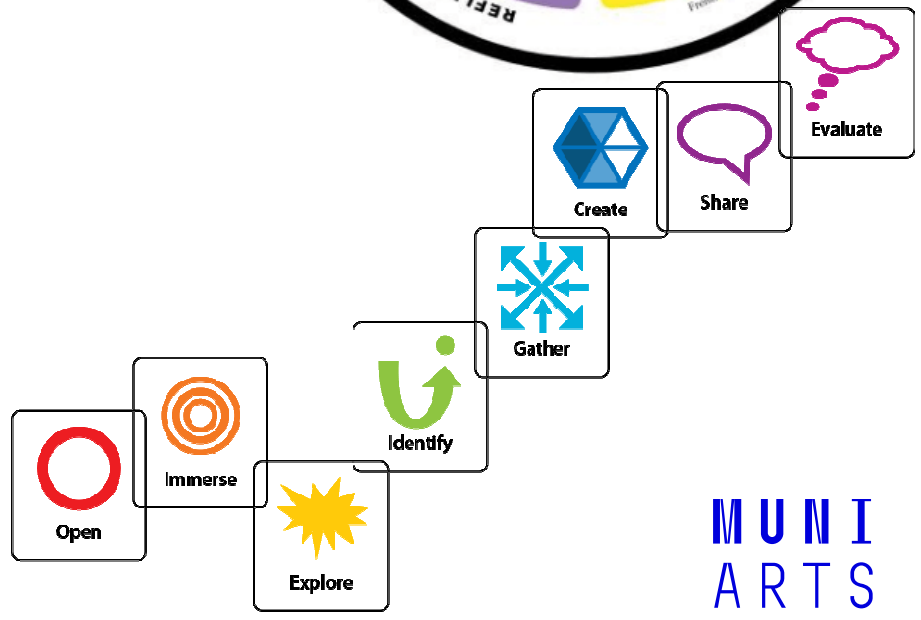 Evaluate
Create
Share
Gather
Identify
Immerse
Open
Explore
MUNI
ARTS